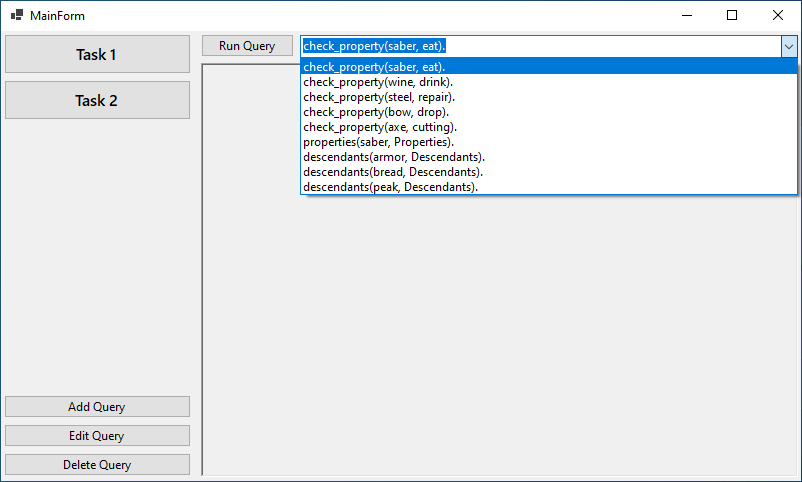 MainForm
Task 1
Task 2
Run Query
check_property(saber, eat).
check_property(saber, eat).
check_property(wine, drink).
check_property(steel, repair).
check_property(bow, drop).
check_property(axe, cutting).
properties(saber, Properties).
descendants(armor, Descendants).
descendants(bread, Descendants).
descendants(peak, Descendants).
Add Query
Edit Query
Delete Query